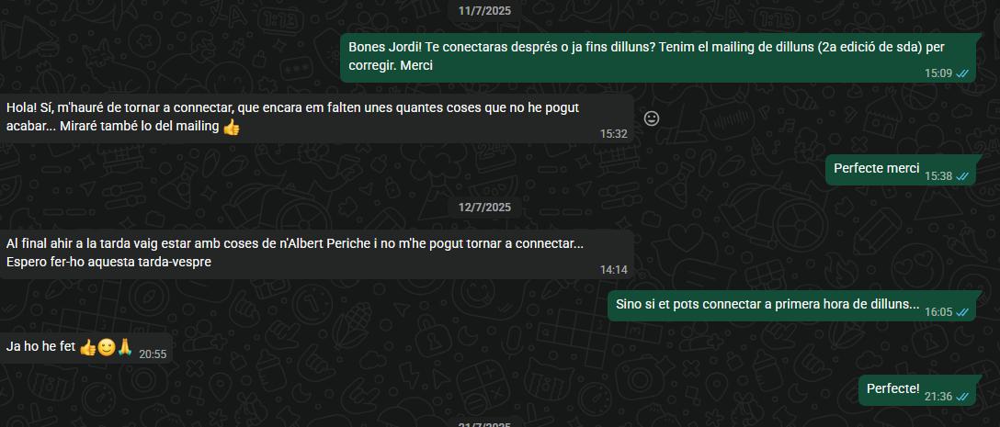 11/7/2025
Bones Jordi! Te conectaras després o ja fins dilluns? Tenim el mailing de dilluns (2a edició de sda) per
corregir. Merci
15:09
Hola! Sí, m'hauré de tornar a connectar, que encara em falten unes quantes coses que no he pogut
acabar... Miraré també lo del mailing 👍
15:32
Perfecte merci 15:38
12/7/2025
Al final ahir a la tarda vaig estar amb coses de n'Albert Periche i no m'he pogut tornar a connectar...
Espero fer-ho aquesta tarda-vespre
14:14
Sino si et pots connectar a primera hora de dilluns... 16:05
Ja ho he fet 👍🙂🙏 20:55
Perfecte! 21:36
21/7/2025